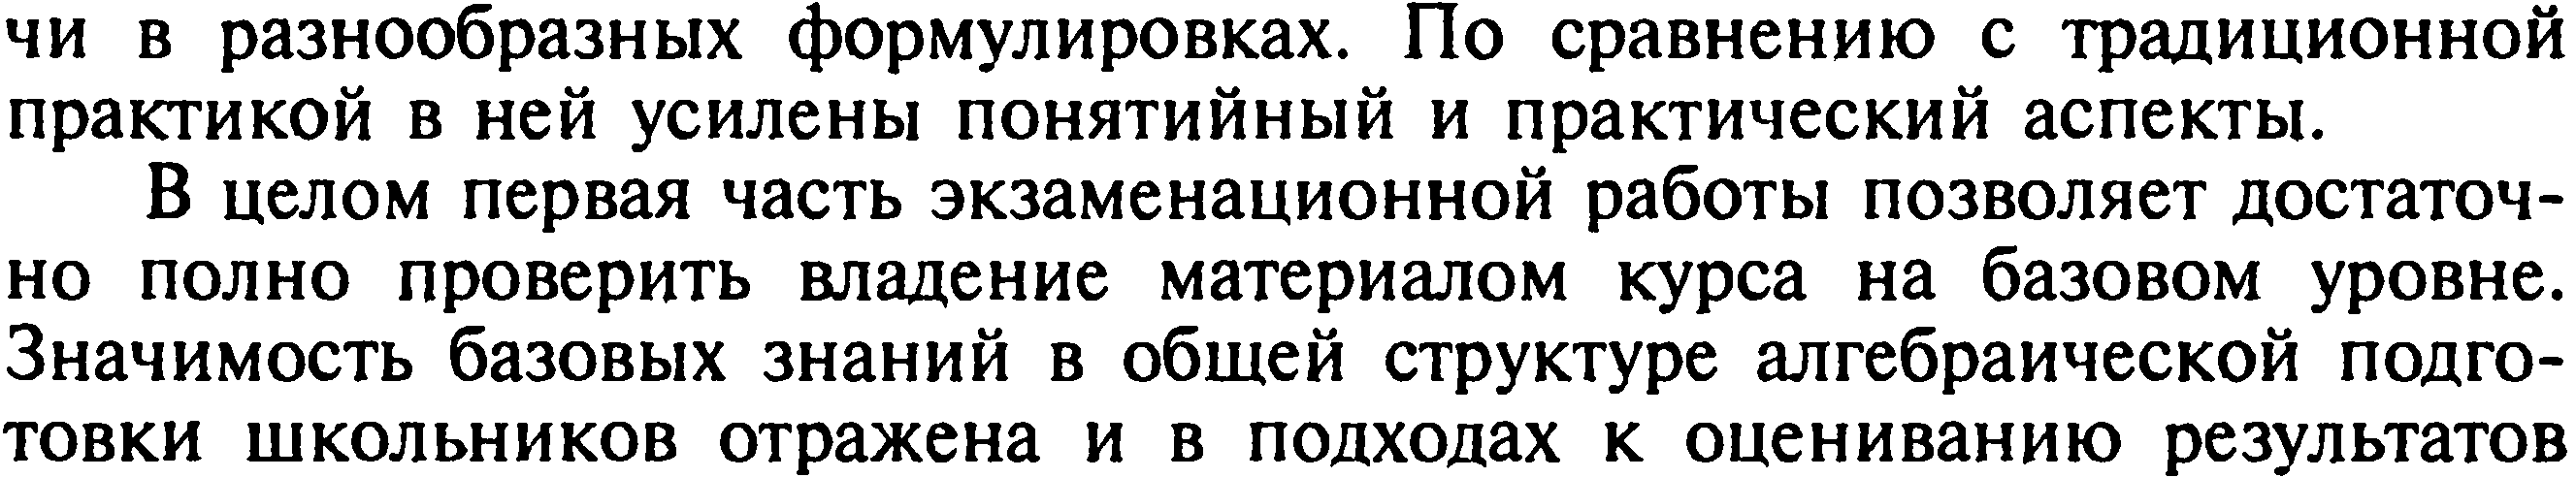 чи в разнообразных формулировках. По сравнению с традиционной
практикой в ней усилены понятийный и практический аспекты.
В целом первая часть экзаменационной работы позволяет достаточ-
но полно проверить владение материалом курса на базовом уровне.
Значимость базовых знаний в общей структуре алгебраической подго-
товки школьников отражена и в подходах к оцениванию результатов